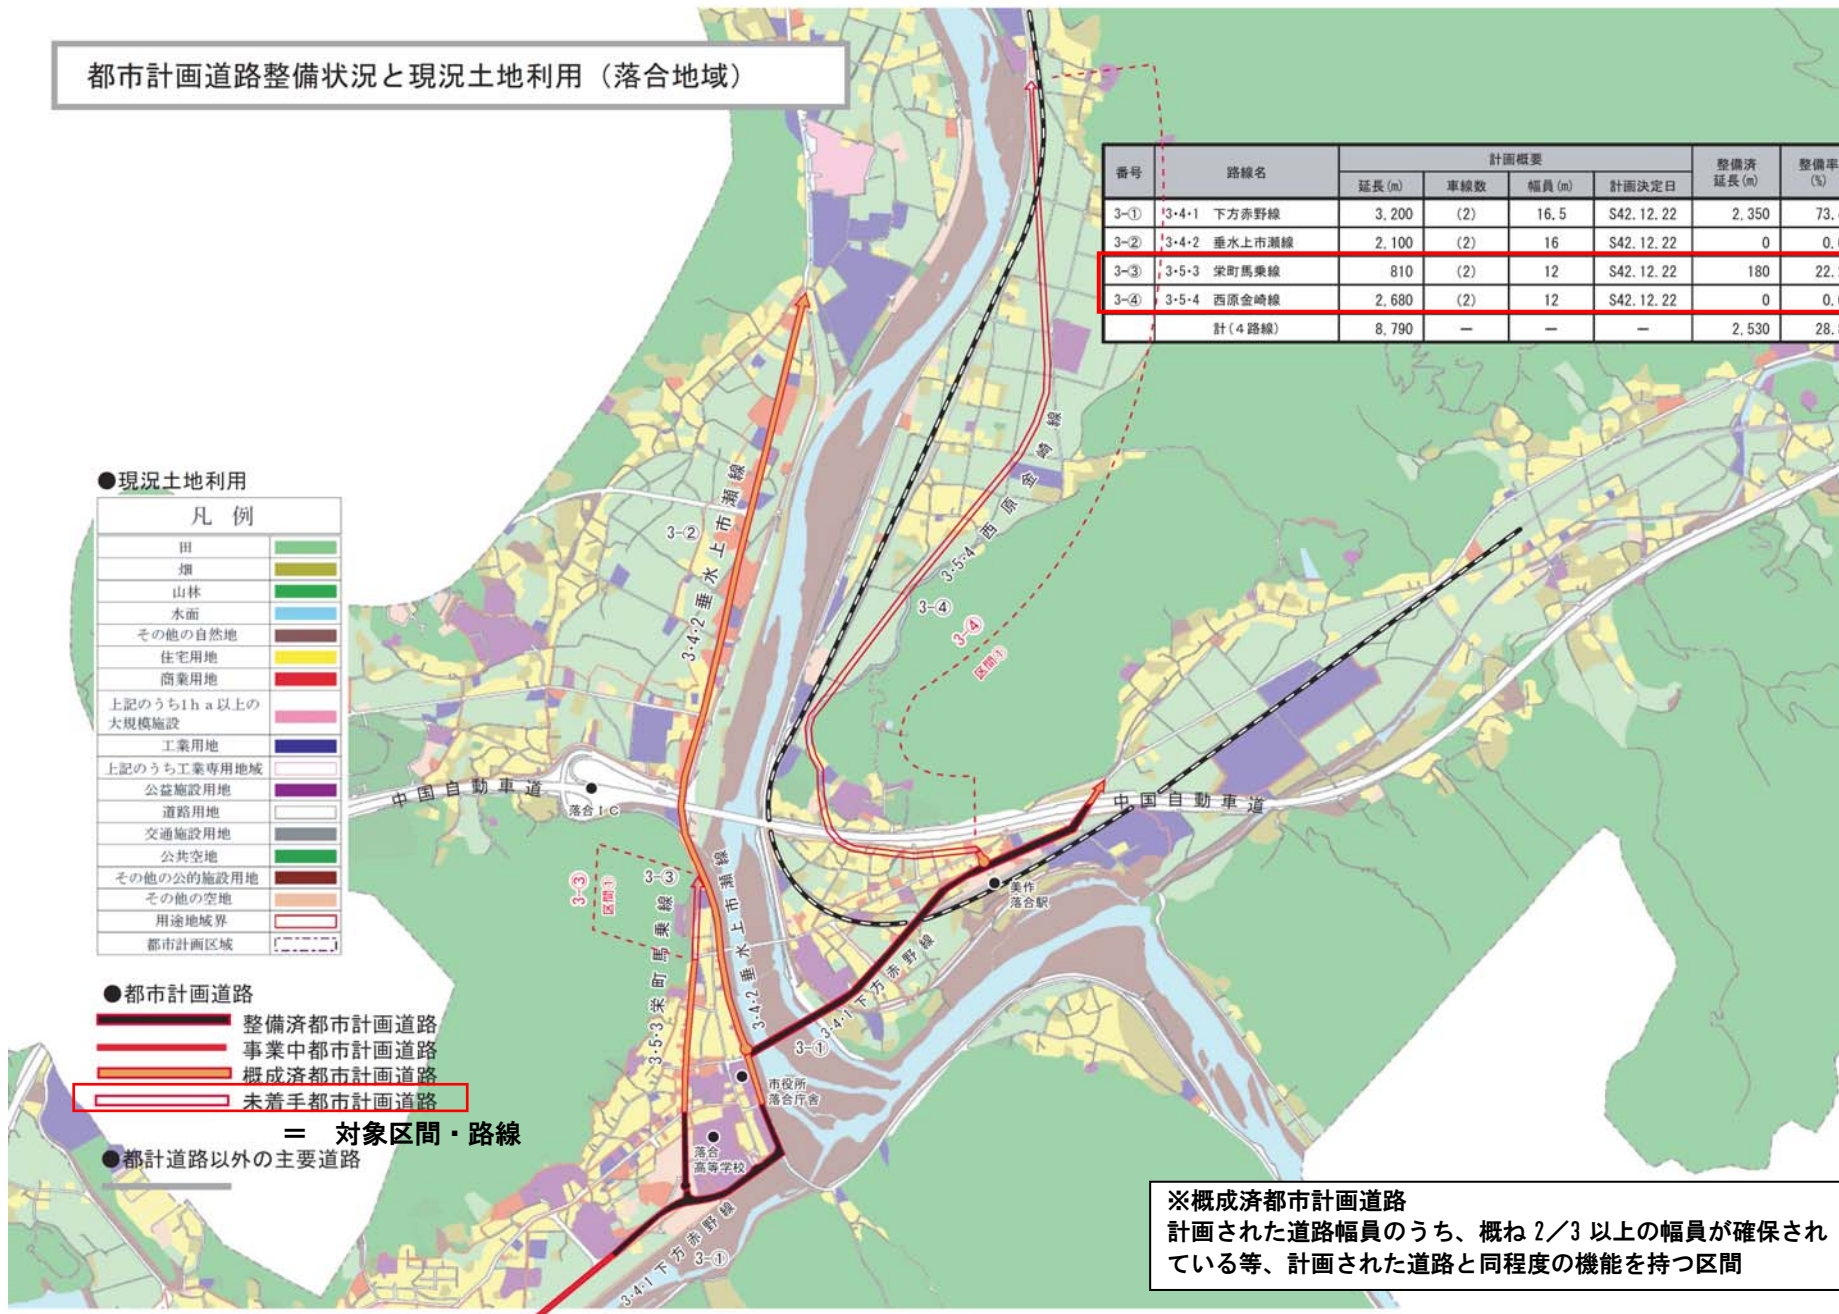 都市計画道路整備状況と現況土地利用（落合地域）
番号 路線名 計画概要 整備済延長(m) 整備率(%)
延長(m) 車線数 幅員(m) 計画決定日
3-① 3・4・1 下方赤野線 3,200 (2) 16.5 S42.12.22 2,350 73.
3-② 3・4・2 垂水上市瀬線 2,100 (2) 16 S42.12.22 0 0.
3-③ 3・5・3 栄町馬乗線 810 (2) 12 S42.12.22 180 22.
3-④ 3・5・4 西原金崎線 2,680 (2) 12 S42.12.22 0 0.
計(4路線) 8,790 － － － 2,530 28.
●現況土地利用
凡 例
田
畑
山林
水面
その他の自然地
住宅用地
商業用地
上記のうち1ha以上の
大規模施設
工業用地
上記のうち工業専用地域
公益施設用地
道路用地
交通施設用地
公共空地
その他の公的施設用地
その他の空地
用途地域界
都市計画区域
●都市計画道路
整備済都市計画道路
事業中都市計画道路
概成済都市計画道路
未着手都市計画道路
＝ 対象区間・路線
●都計道路以外の主要道路
3-②
3・4・2 垂水上市瀬線
3・5・4 西原金崎線
3-④
3-④
区間①
中国自動車道
落合IC
中国自動車道
3-③
区間①
3-③
3・5・3 栄町馬乗線
3・4・2 垂水上市瀬線
美作
落合駅
3・4・1 下方赤野線
3-①
市役所
落合庁舎
落合
高等学校
3・4・1 下方赤野線
3-①
※概成済都市計画道路
計画された道路幅員のうち、概ね 2／3 以上の幅員が確保され
ている等、計画された道路と同程度の機能を持つ区間